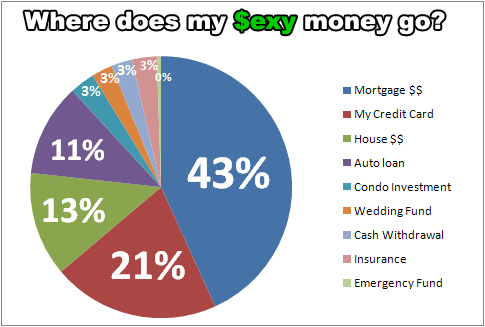 Where does my $exy money go?
3%
3%
3%
3%
0%
11%
43%
13%
21%
Mortgage $$
My Credit Card
House $$
Auto loan
Condo Investment
Wedding Fund
Cash Withdrawal
Insurance
Emergency Fund